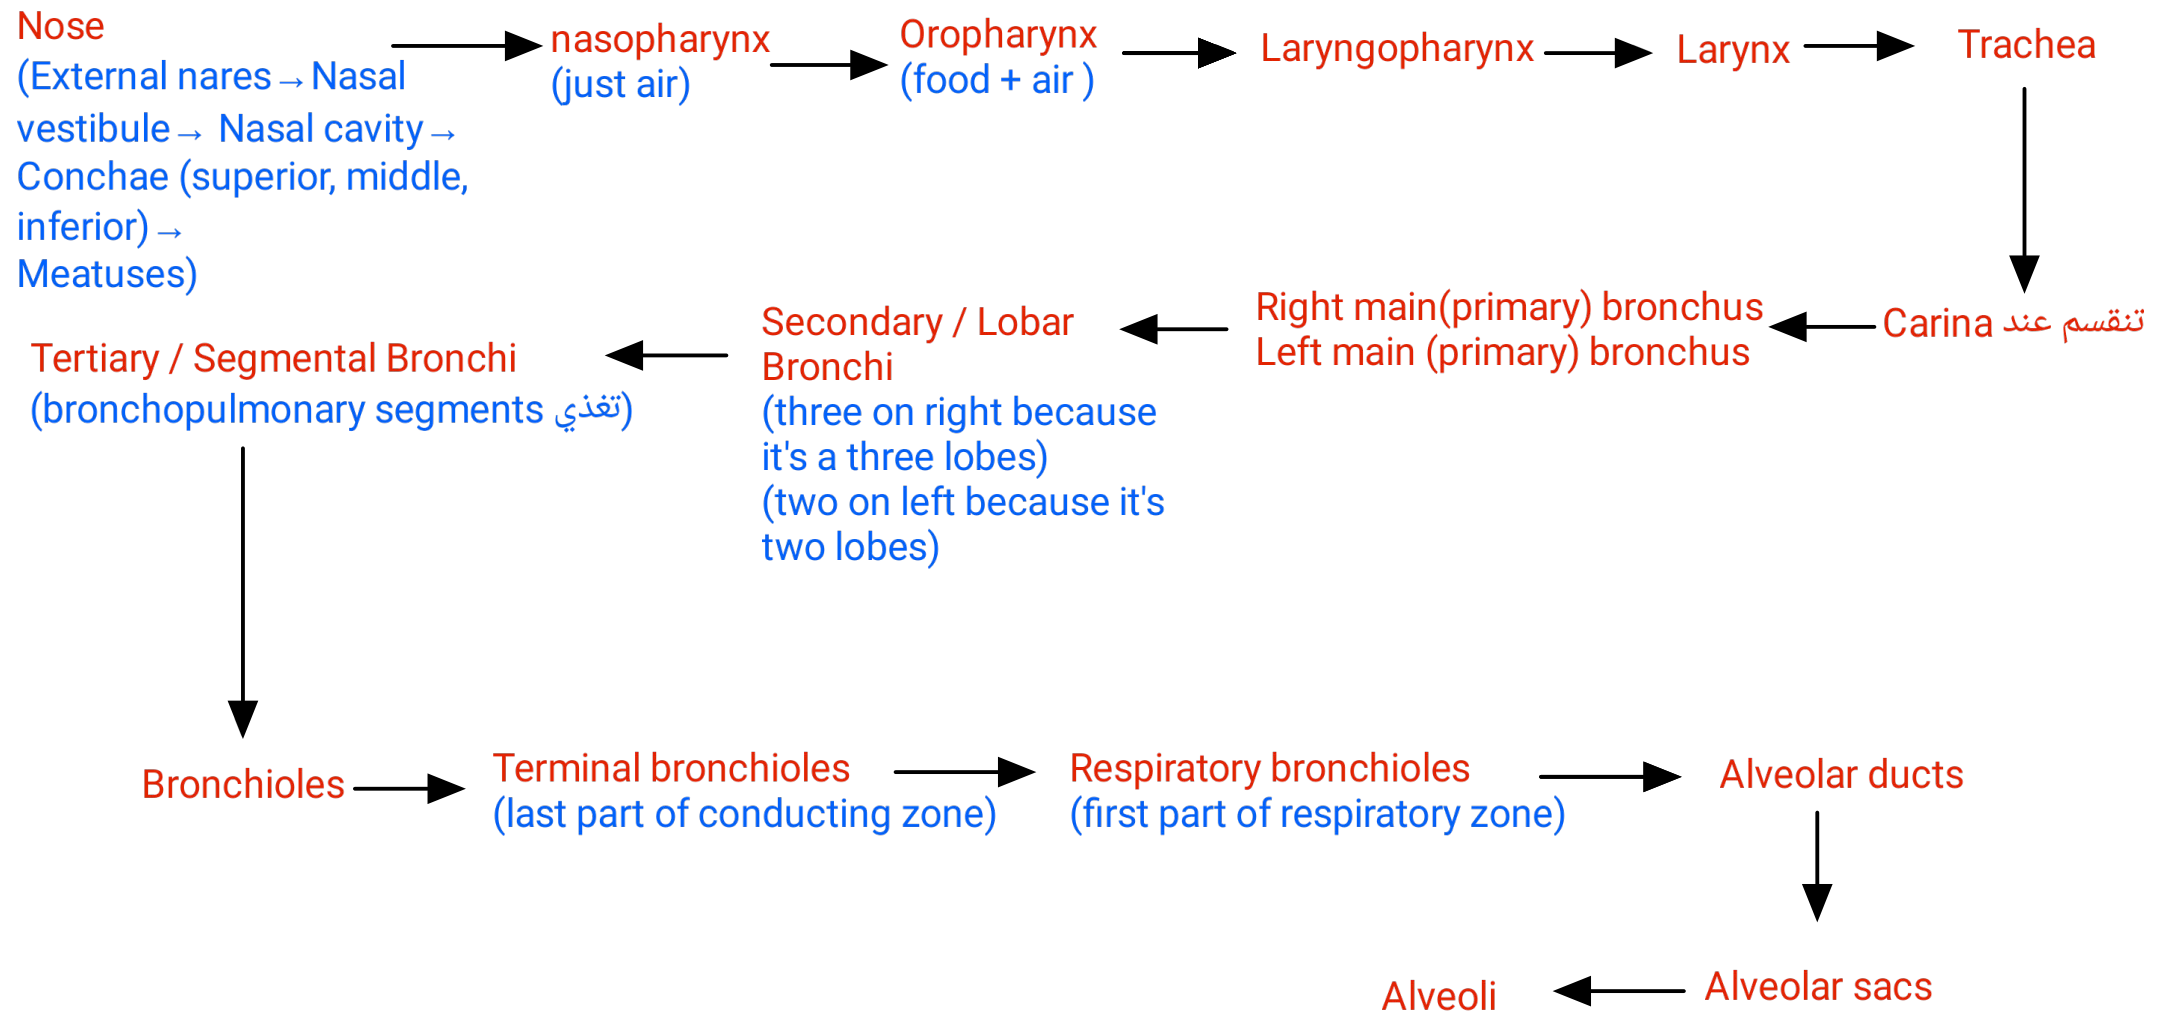 Nose
(External nares→Nasal
vestibule→ Nasal cavity→
Conchae (superior, middle,
inferior)→
Meatuses)
nasopharynx
(just air)
Oropharynx
(food + air )
Laryngopharynx
Larynx
Trachea
Carina تنقسم عند
Right main(primary) bronchus
Left main (primary) bronchus
Secondary / Lobar
Bronchi
(three on right because
it's a three lobes)
(two on left because it's
two lobes)
Tertiary / Segmental Bronchi
(bronchopulmonary segments تغذي)
Bronchioles
Terminal bronchioles
(last part of conducting zone)
Respiratory bronchioles
(first part of respiratory zone)
Alveolar ducts
Alveolar sacs
Alveoli